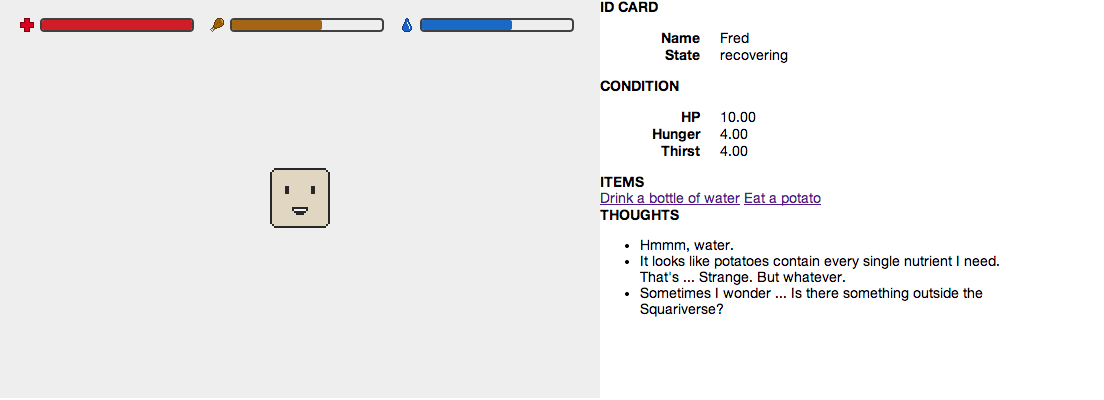 ID CARD
Name Fred
State recovering
CONDITION
HP 10.00
Hunger 4.00
Thirst 4.00
ITEMS
Drink a bottle of water Eat a potato
THOUGHTS
Hmmm, water.
It looks like potatoes contain every single nutrient I need.
That's ... Strange. But whatever.
Sometimes I wonder ... Is there something outside the
Squariverse?